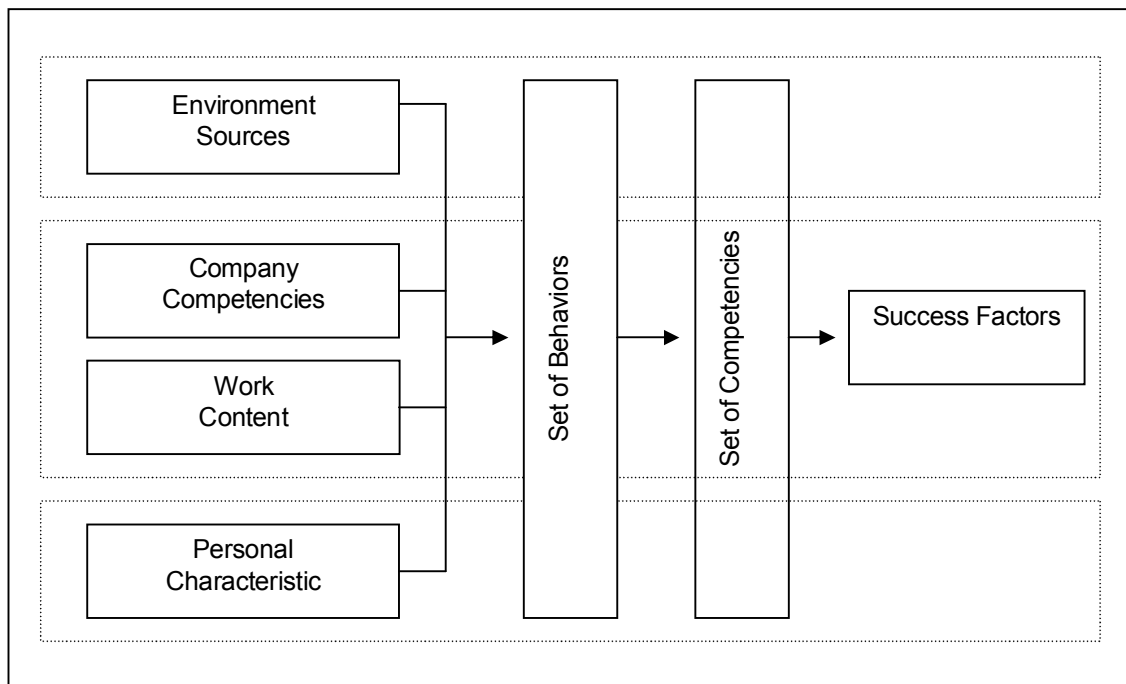 Environment
Sources
Company
Competencies
Work
Content
Personal
Characteristic
Set of Behaviors
Set of Competencies
Success Factors